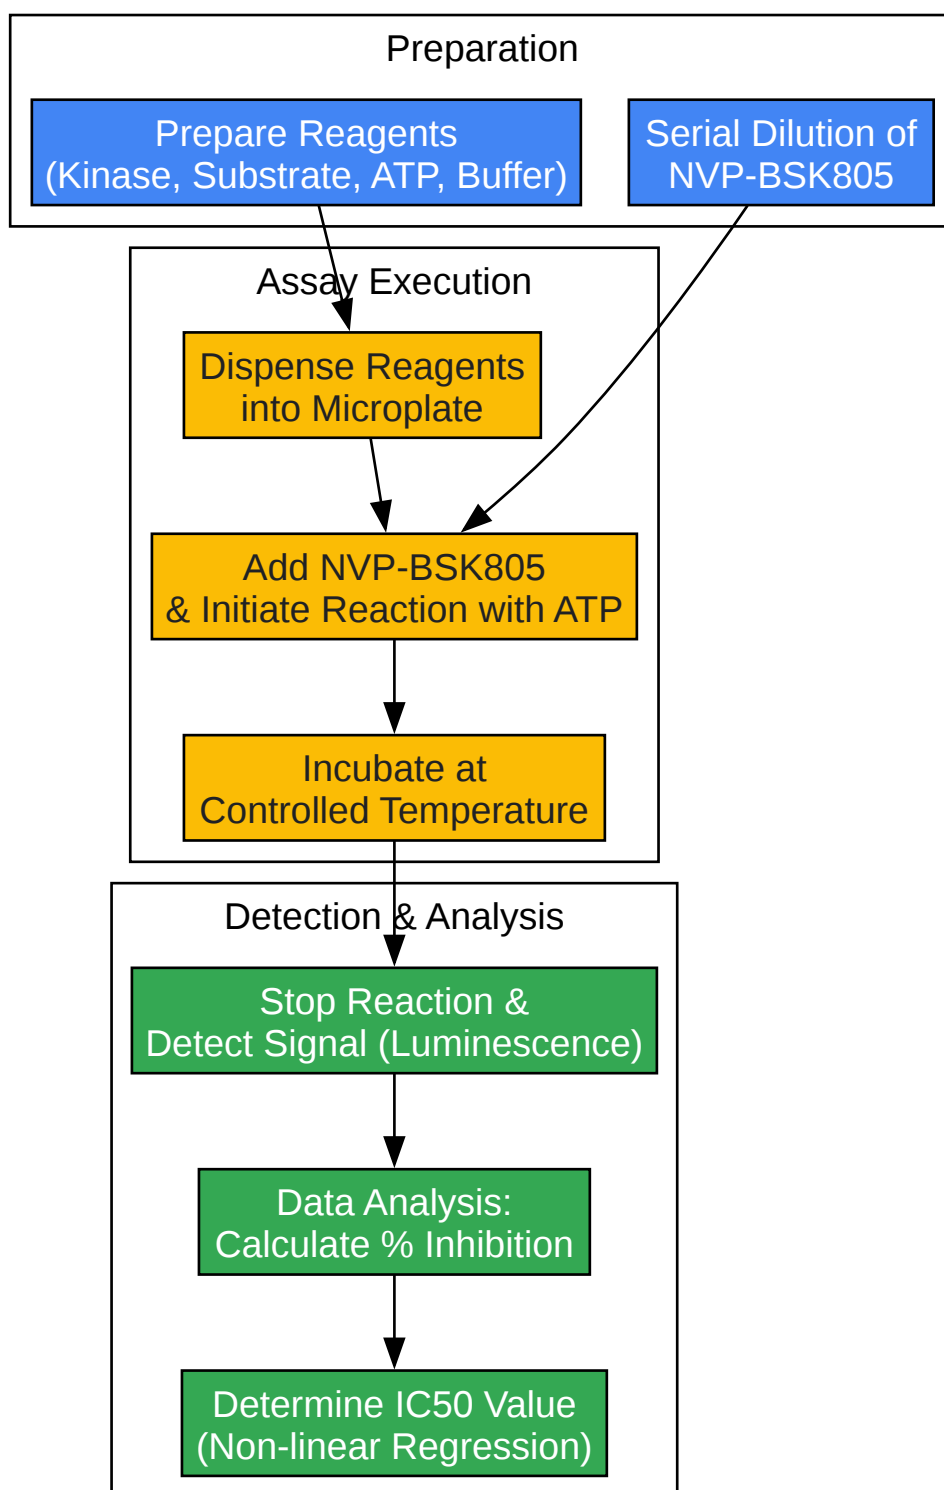 Preparation
Prepare Reagents
(Kinase, Substrate, ATP, Buffer)
Serial Dilution of
NVP-BSK805
Assay Execution
Dispense Reagents
into Microplate
Add NVP-BSK805
& Initiate Reaction with ATP
Incubate at
Controlled Temperature
Detection & Analysis
Stop Reaction &
Detect Signal (Luminescence)
Data Analysis:
Calculate % Inhibition
Determine IC50 Value
(Non-linear Regression)